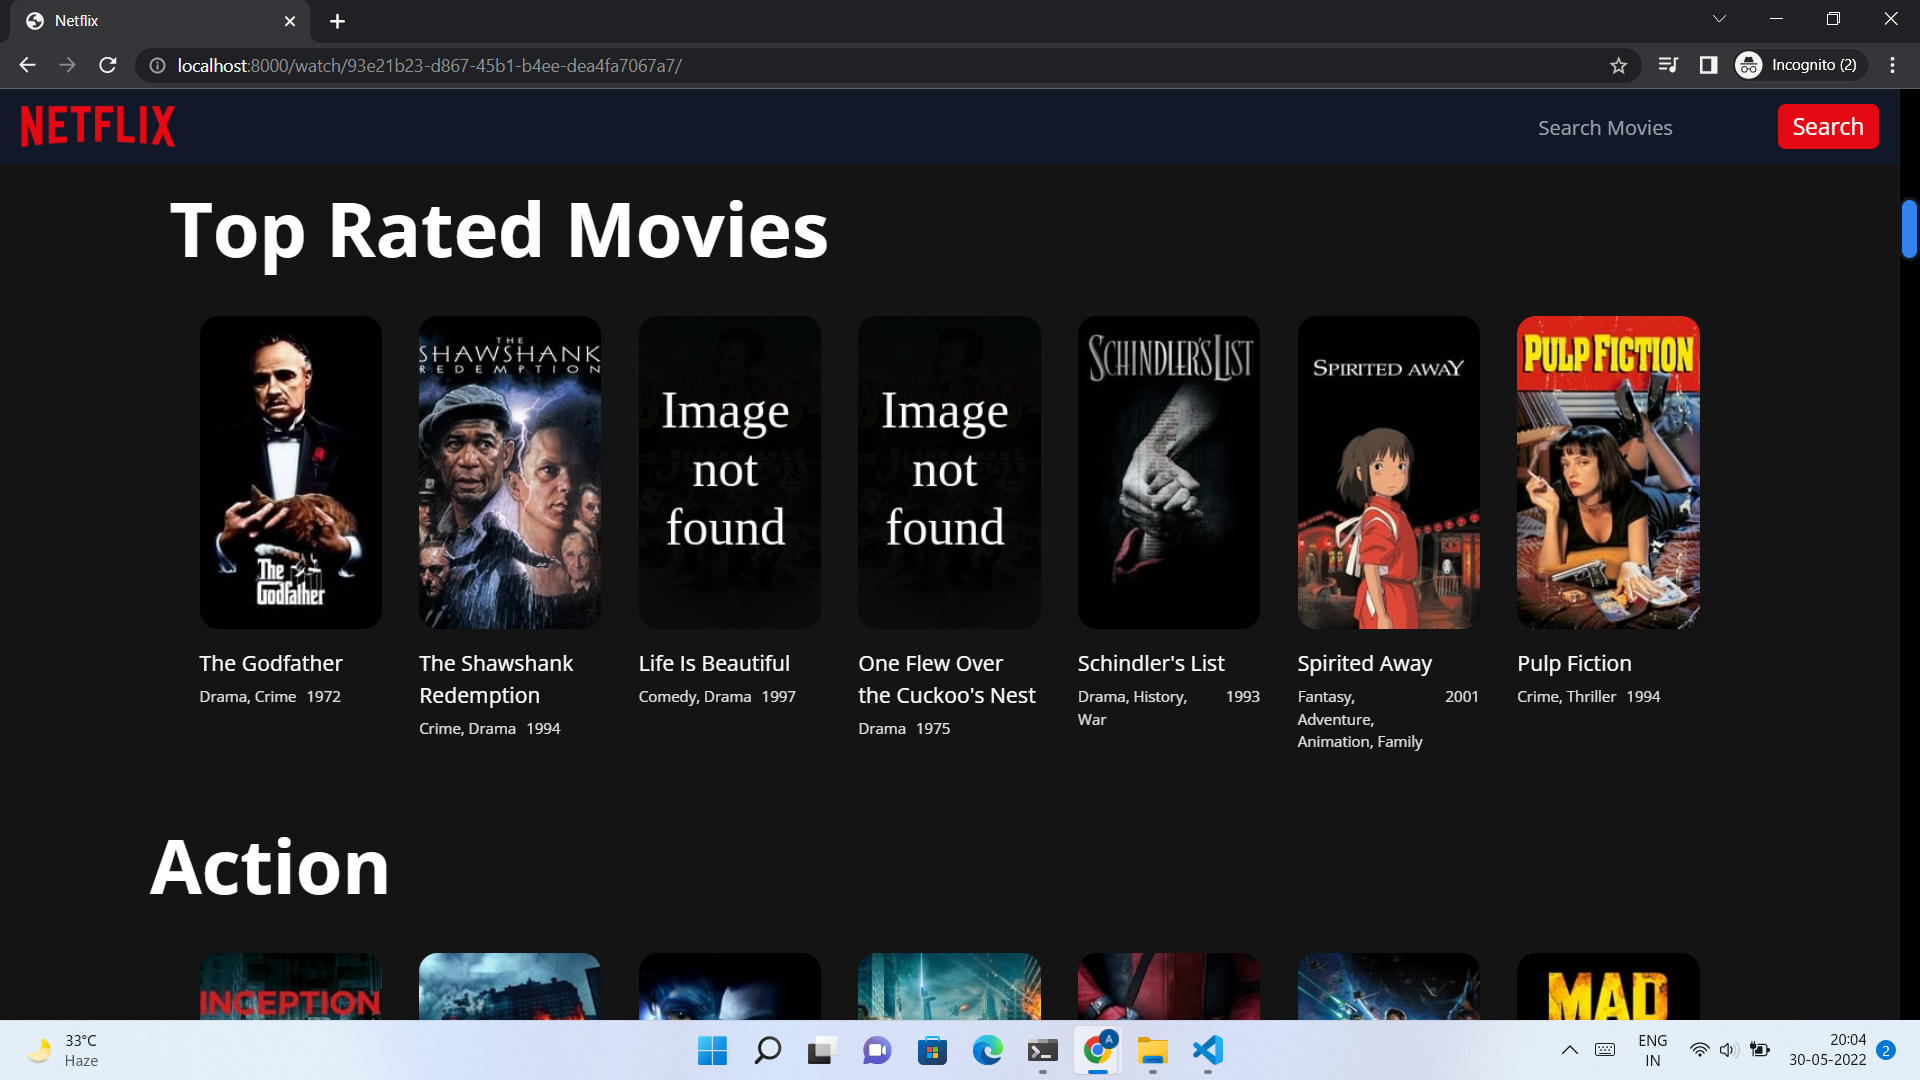 Netflix
localhost:8000/watch/93e21b23-d867-45b1-b4ee-dea4fa7067a7/
Incognito (2)
NETFLIX
Search Movies
Search
Top Rated Movies
The
Godfather
THE
SHAWSHANK
REDEMPTION
Image
not
found
Image
not
found
SCHINDLER'S LIST
SPIRITED AWAY
PULP FICTION
The Godfather
Drama, Crime 1972
The Shawshank
Redemption
Crime, Drama 1994
Life Is Beautiful
Comedy, Drama 1997
One Flew Over
the Cuckoo's Nest
Drama 1975
Schindler's List
Drama, History, 1993
War
Spirited Away
Fantasy, 2001
Adventure,
Animation, Family
Pulp Fiction
Crime, Thriller 1994
Action
INCEPTION
MAD
33°C
Haze
A
ENG
IN
20:04
30-05-2022
2